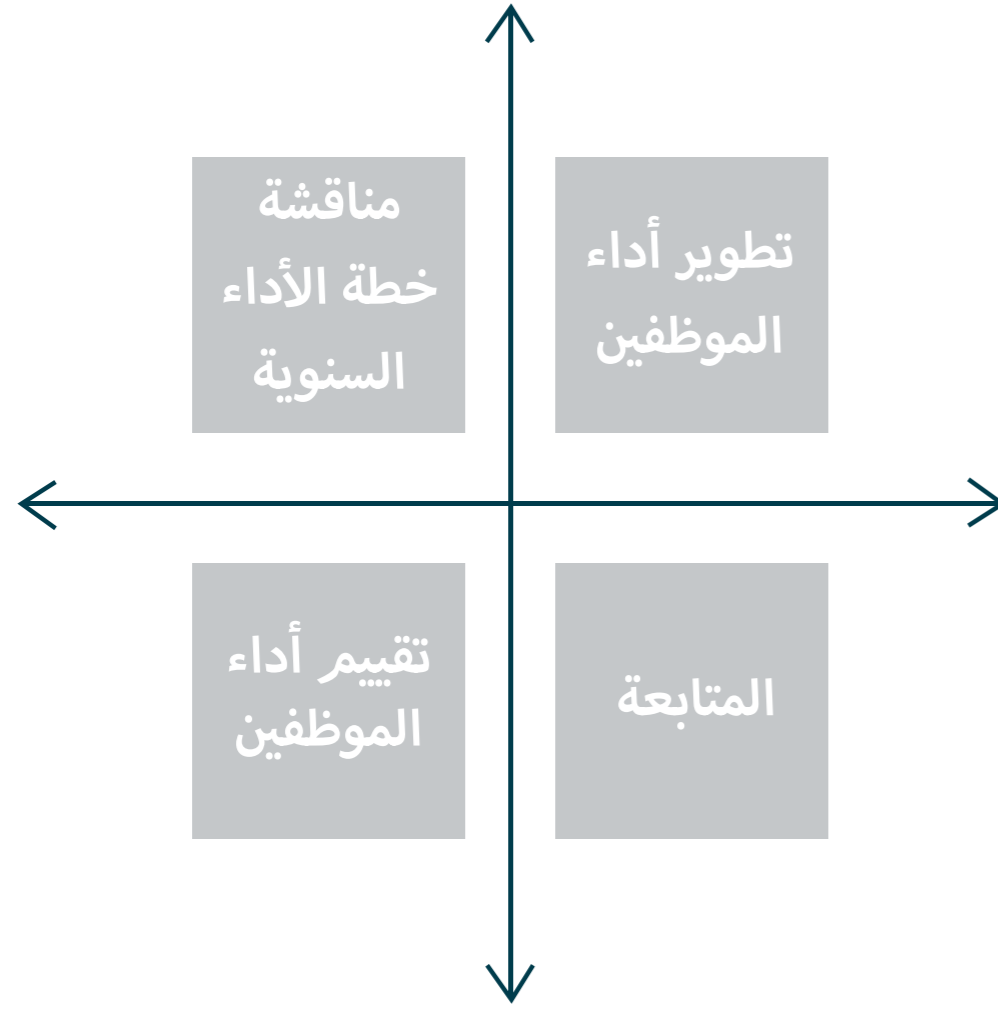 تطوير أداء
الموظفين
مناقشة
خطة الأداء
السنوية
المتابعة
تقييم أداء
الموظفين